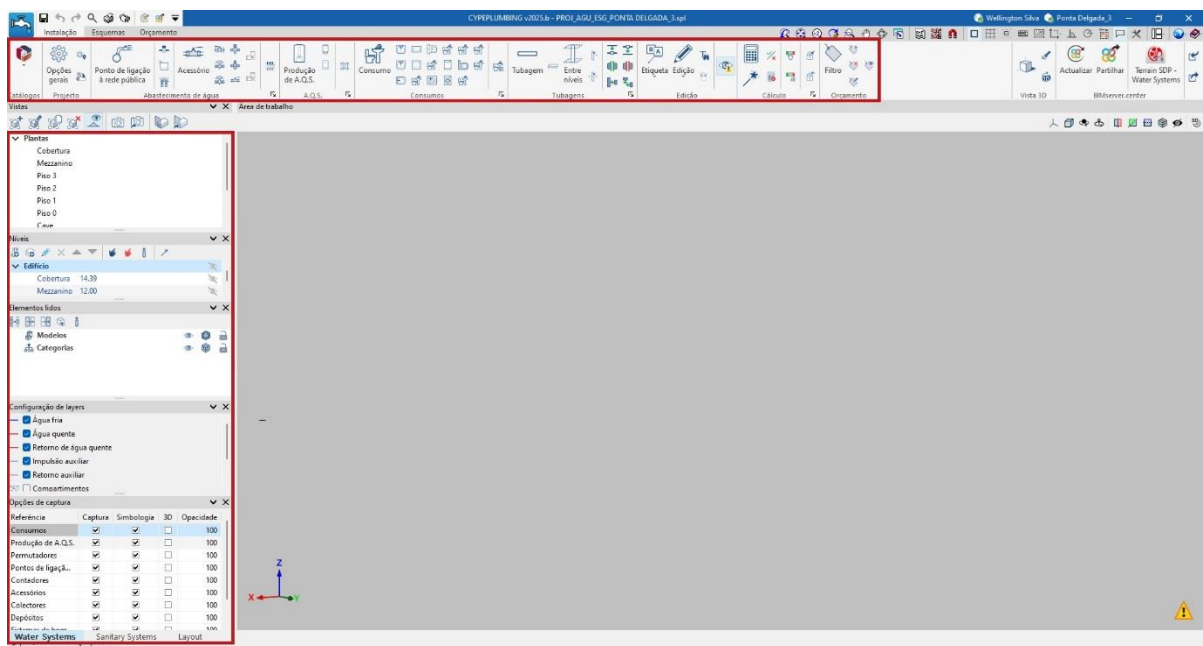 CYPEPLUMBING v2025.b - PROJ_AGU_ESG_PONTA DELGADA_3.spl
Wellington Silva Ponta Delgada_3
Instalação Esquemas Orçamento
Opções gerais
Ponto de ligação à rede pública
Acessório
Produção de A.Q.S.
Consumo
Tubagem
Entre níveis
Etiqueta Edição
Filtro
Actualizar Partilhar
Terrain SDP - Water Systems
Catálogos Projecto Abastecimento de água A.Q.S. Consumos Tubagens Edição Cálculo Orçamento Vista 3D BIMserver.center
Vistas
Área de trabalho
Plantas
Cobertura
Mezzanino
Piso 3
Piso 2
Piso 1
Piso 0
Cave
Níveis
Edifício
Cobertura 14.39
Mezzanino 12.00
Elementos lidos
Modelos
Categorias
Configuração de layers
Água fria
Água quente
Retorno de água quente
Impulsão auxiliar
Retorno auxiliar
Compartimentos
Opções de captura
Referência Captura Simbologia 3D Opacidade
Consumos 100
Produção de A.Q.S. 100
Permutadores 100
Pontos de ligaçã... 100
Contadores 100
Acessórios 100
Colectores 100
Depósitos 100
Water Systems Sanitary Systems Layout
Z
X
Y